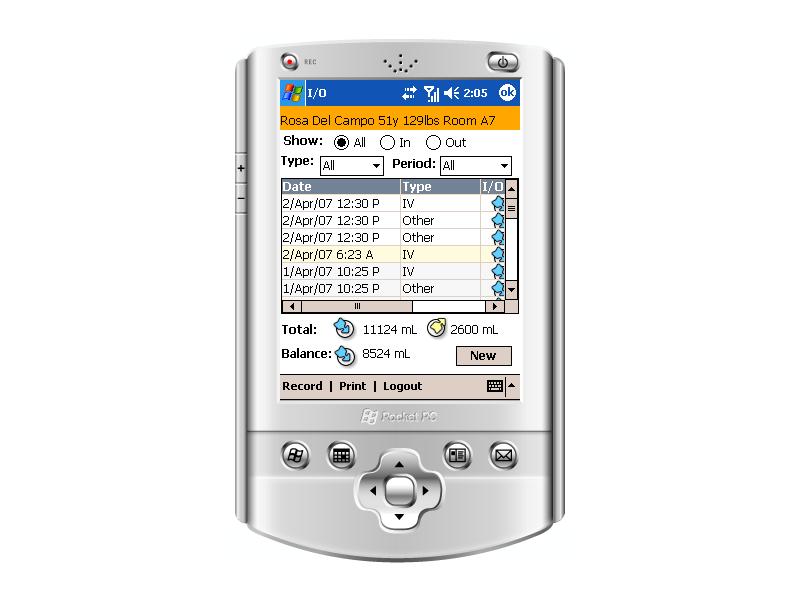 REC
I/O 2:05 ok
Rosa Del Campo 51y 129lbs Room A7
Show: All In Out
Type: All Period: All
Date Type I/O
2/Apr/07 12:30 P IV
2/Apr/07 12:30 P Other
2/Apr/07 12:30 P Other
2/Apr/07 6:23 A IV
1/Apr/07 10:25 P IV
1/Apr/07 10:25 P Other
Total: 11124 mL 2600 mL
Balance: 8524 mL New
Record | Print | Logout
Pocket PC